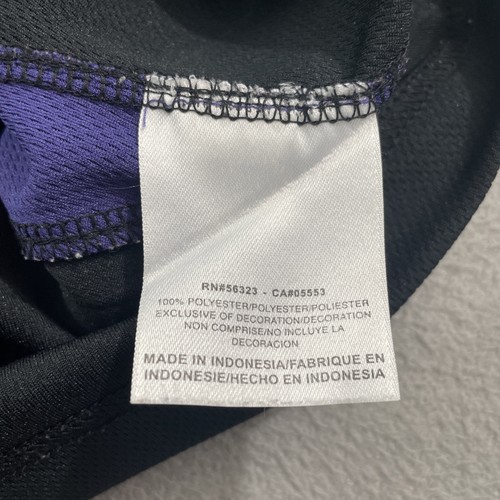 RN#56323 - CA#05553
100% POLYESTER/POLYESTER/POLIESTER
EXCLUSIVE OF DECORATION/DECORATION
NON COMPRISE/NO INCLUYE LA
DECORACION
MADE IN INDONESIA/FABRIQUE EN
INDONESIE/HECHO EN INDONESIA